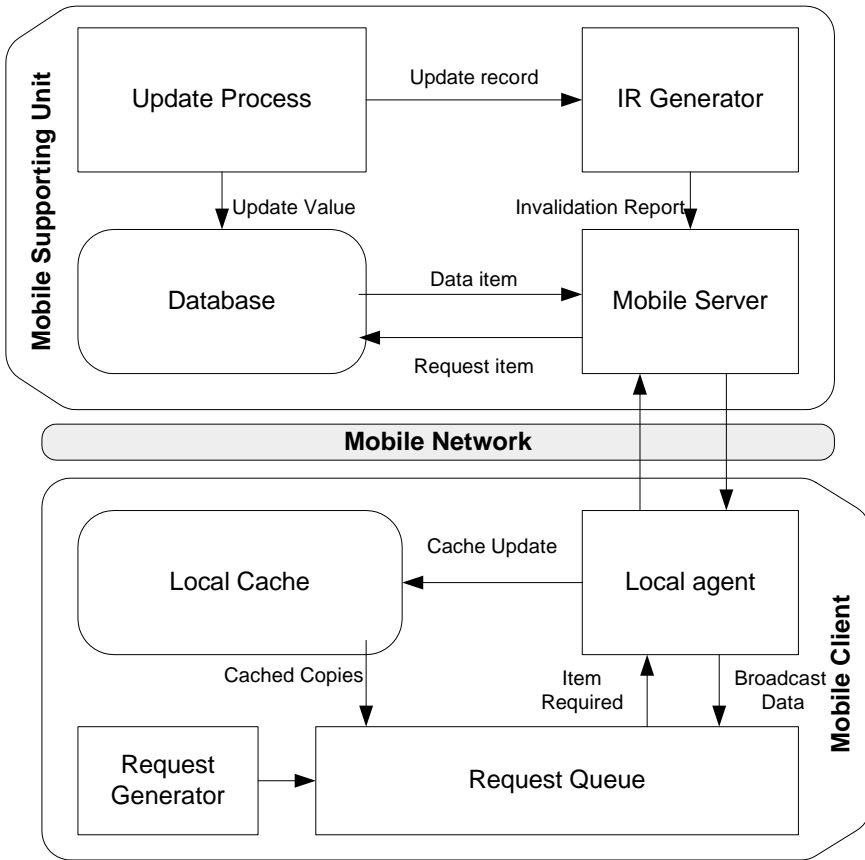 Mobile Supporting Unit
Update Process
Update record
IR Generator
Update Value
Invalidation Report
Database
Data item
Mobile Server
Request item
Mobile Network
Local Cache
Cache Update
Local agent
Mobile Client
Cached Copies
Item
Required
Broadcast
Data
Request
Generator
Request Queue